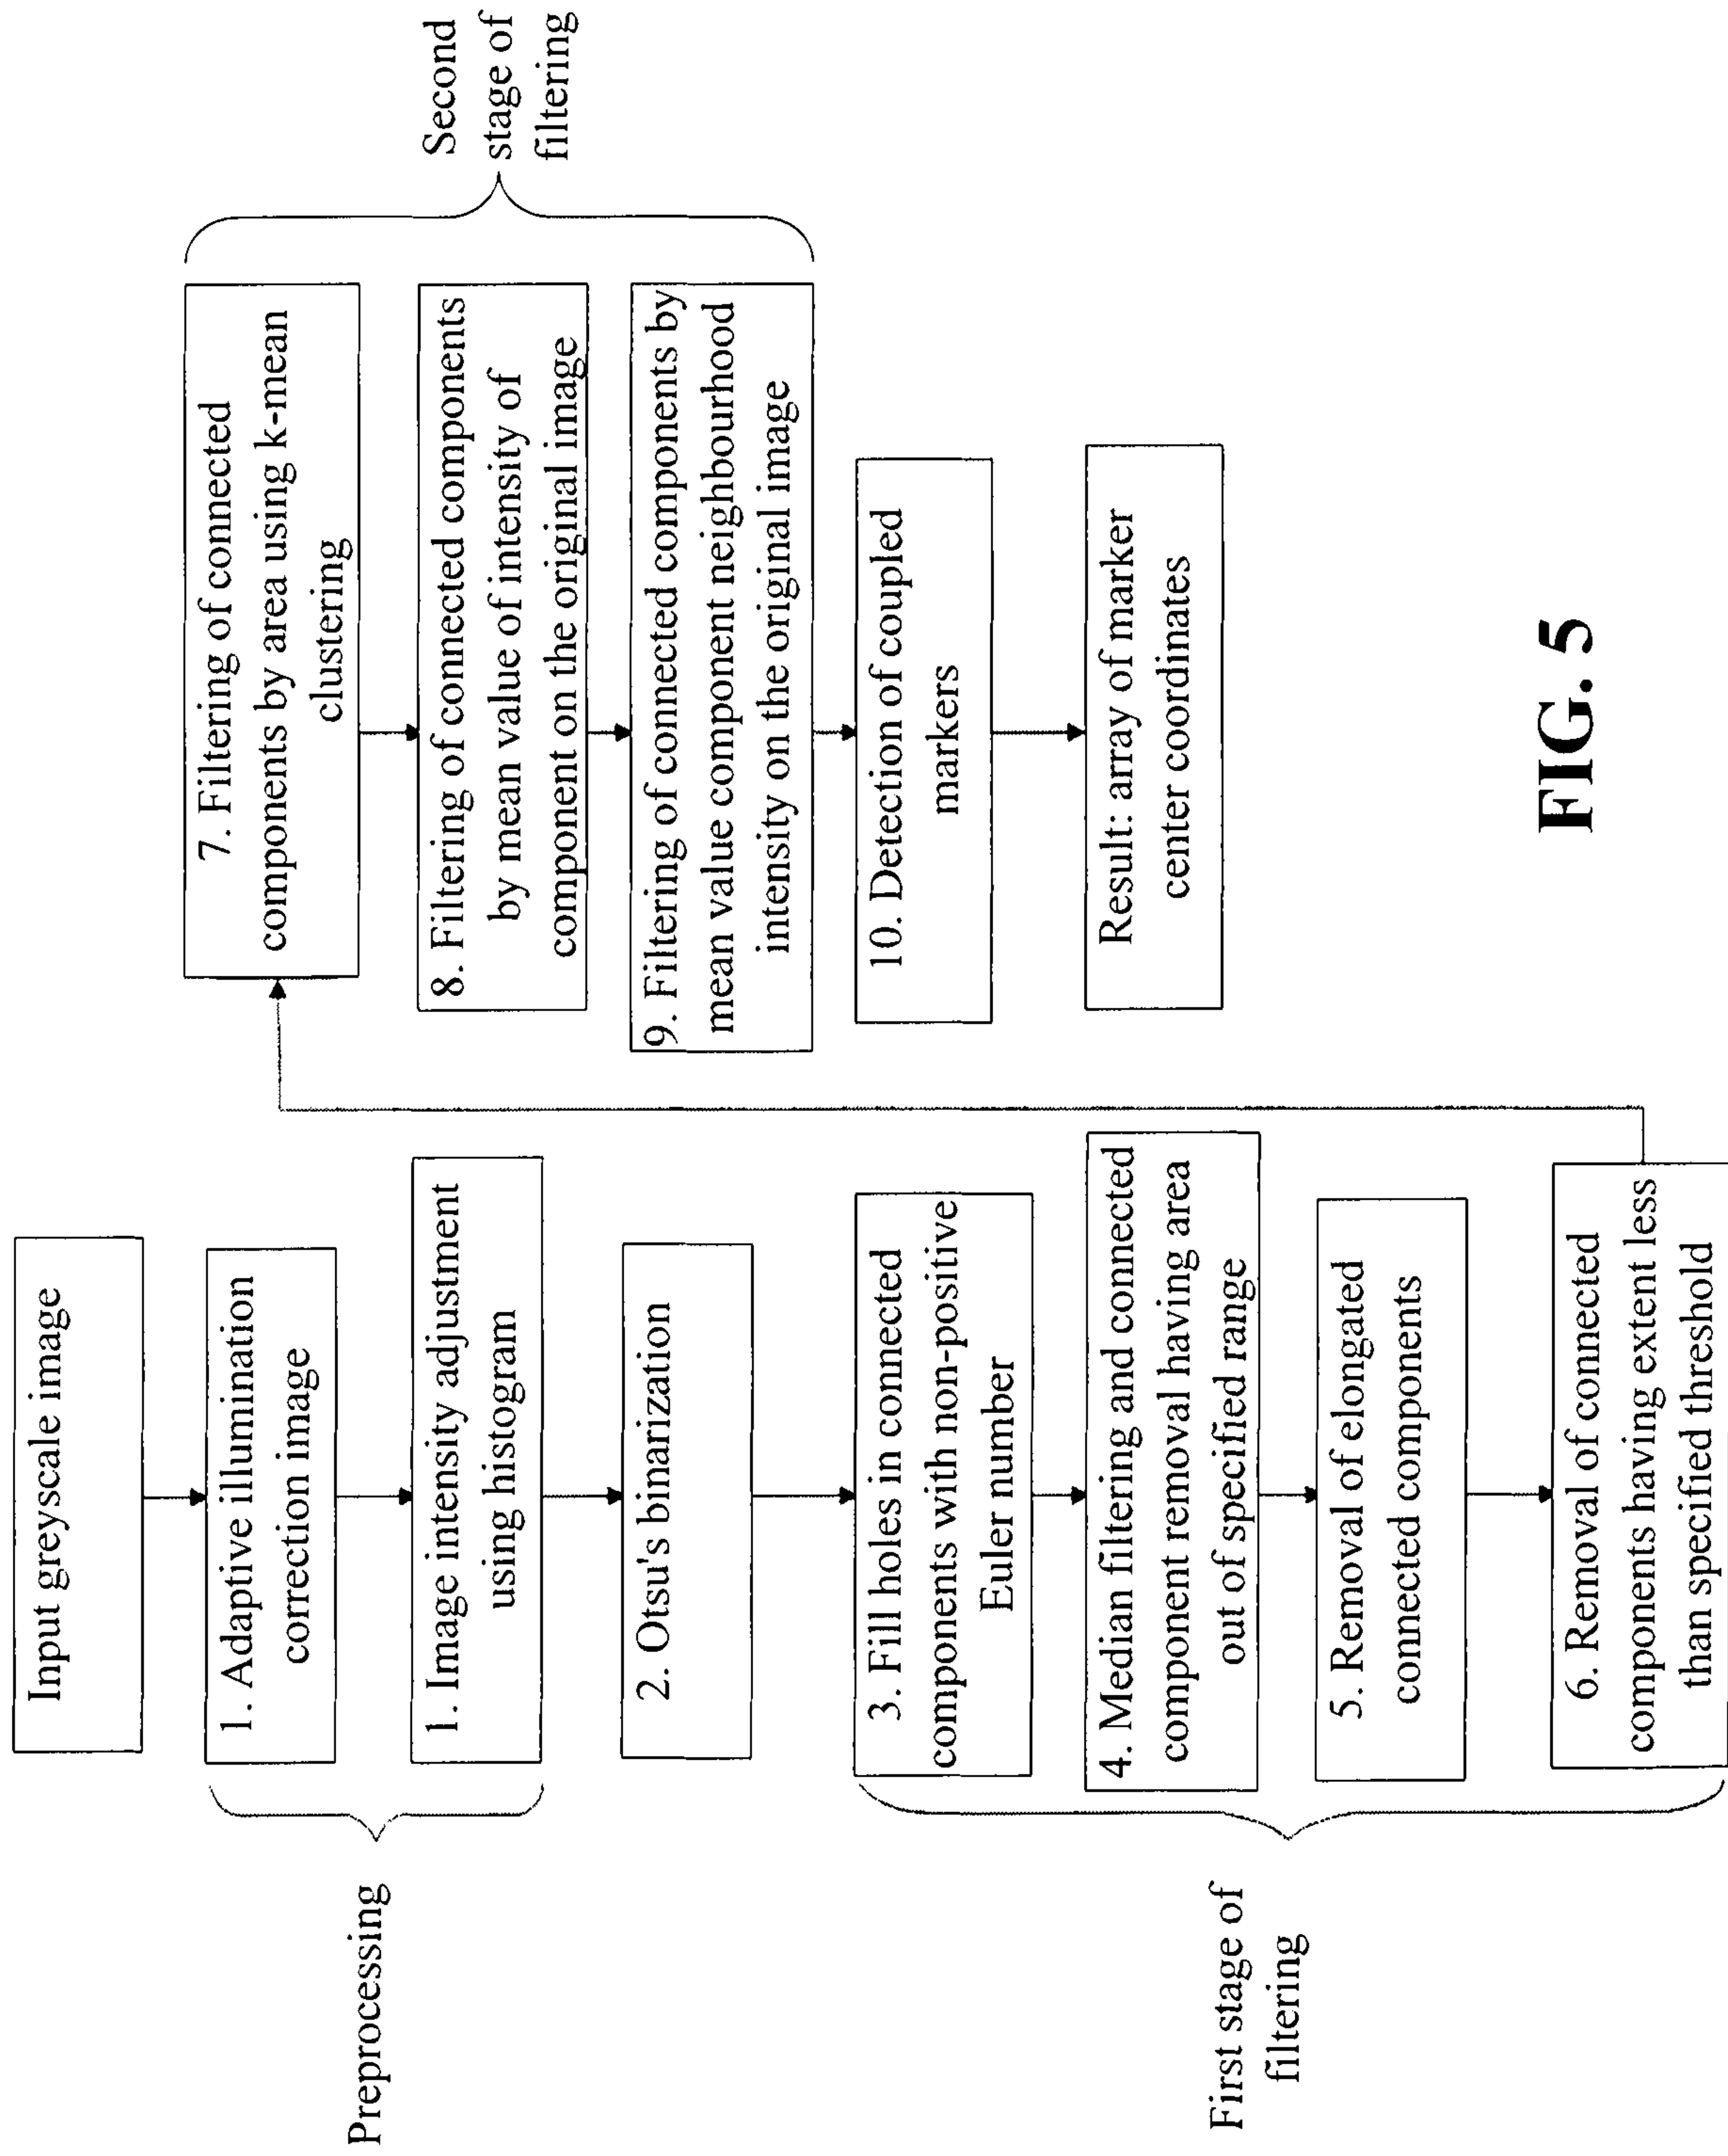 Input greyscale image
Preprocessing
1. Adaptive illumination
correction image
1. Image intensity adjustment
using histogram
2. Otsu's binarization
First stage of
filtering
3. Fill holes in connected
components with non-positive
Euler number
4. Median filtering and connected
component removal having area
out of specified range
5. Removal of elongated
connected components
6. Removal of connected
components having extent less
than specified threshold
7. Filtering of connected
components by area using k-mean
clustering
8. Filtering of connected components
by mean value of intensity of
component on the original image
9. Filtering of connected components by
mean value component neighbourhood
intensity on the original image
Second
stage of
filtering
10. Detection of coupled
markers
Result: array of marker
center coordinates
FIG. 5